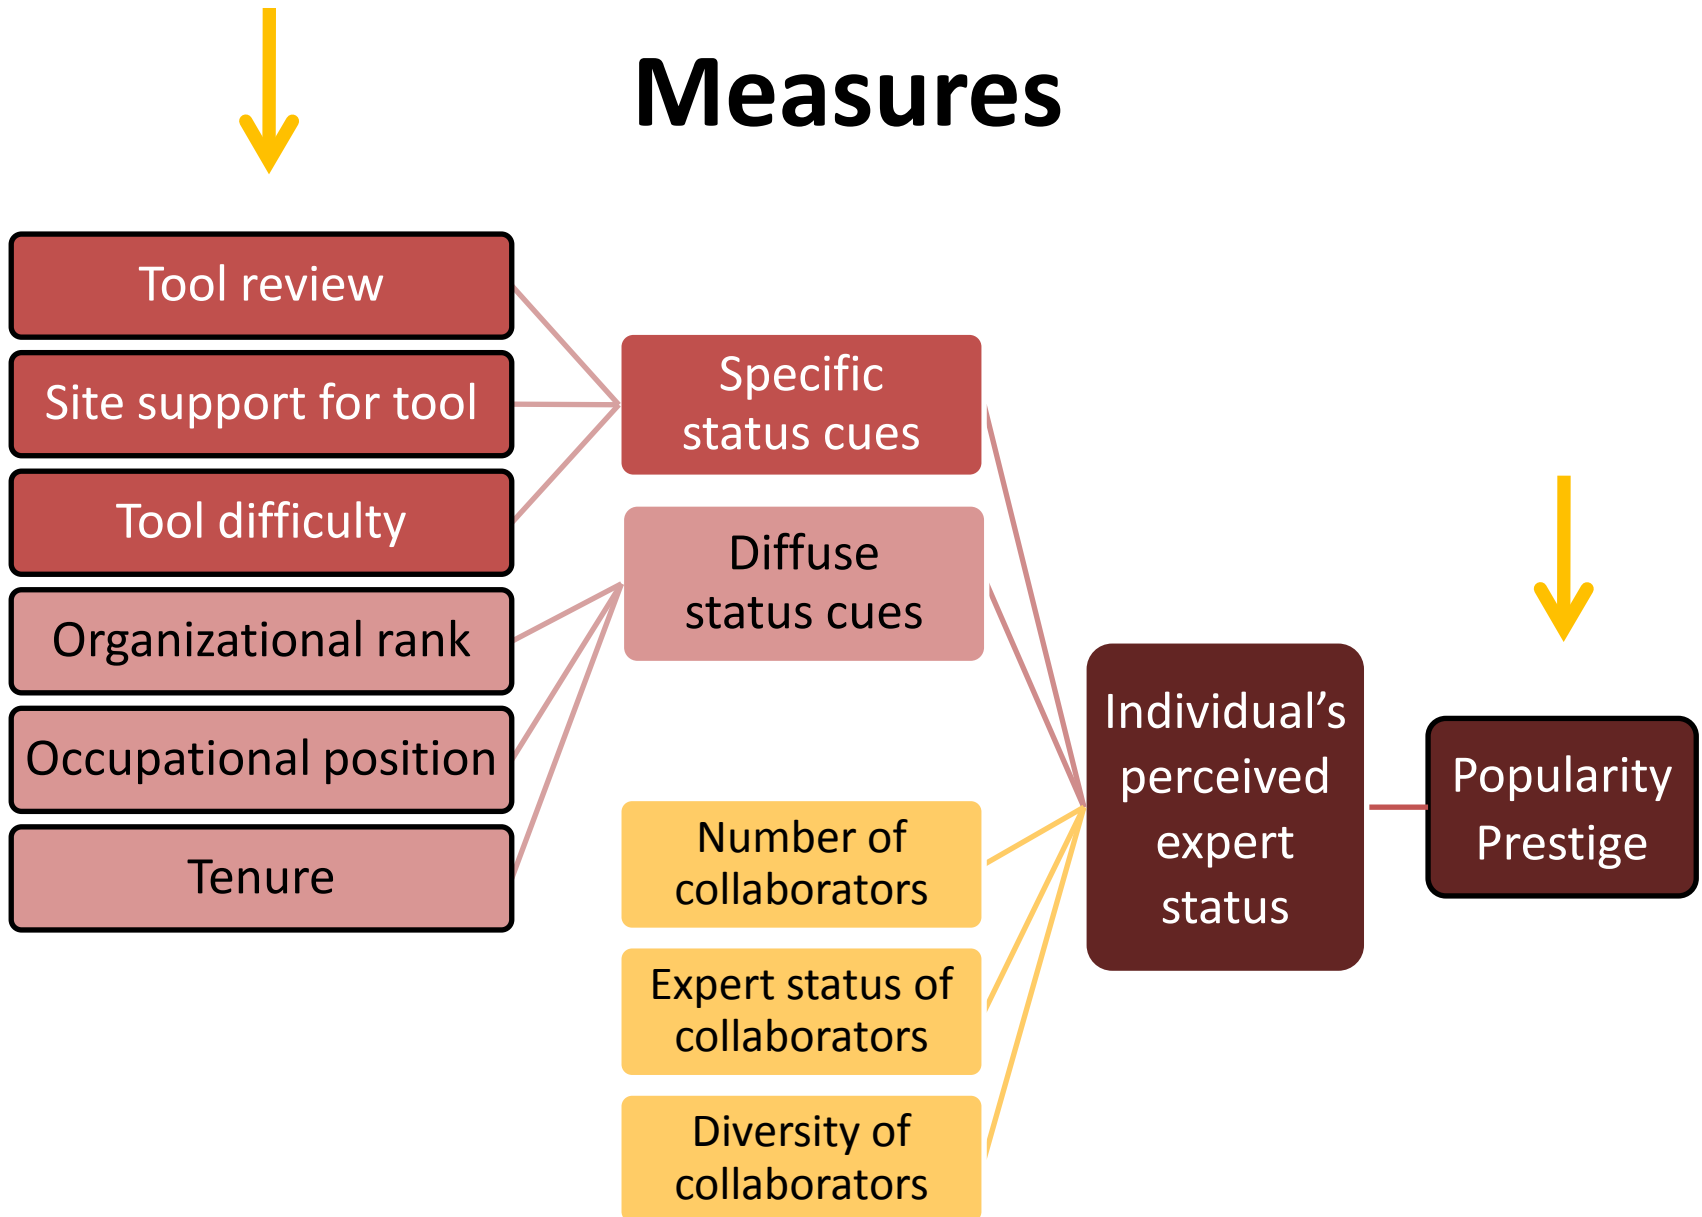 Measures
Tool review
Site support for tool
Tool difficulty
Organizational rank
Occupational position
Tenure
Specific
status cues
Diffuse
status cues
Number of
collaborators
Expert status of
collaborators
Diversity of
collaborators
Individual’s
perceived
expert
status
Popularity
Prestige